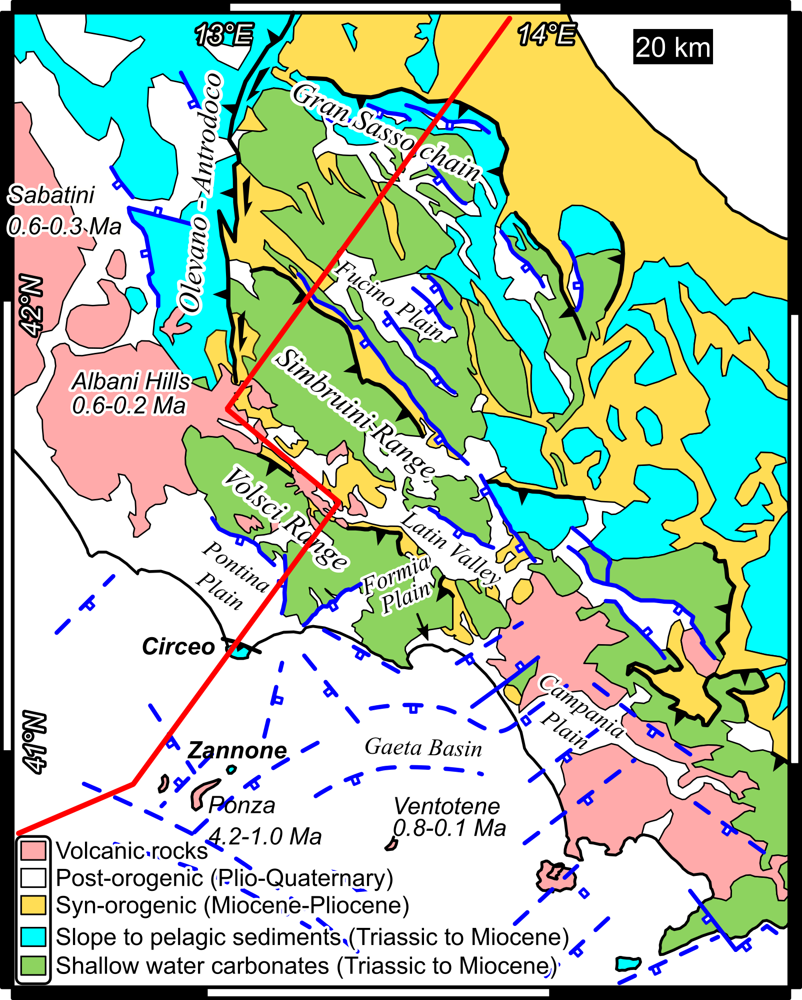 13°E
14°E
20 km
Gran Sasso chain
Olevano - Antrodoco
Sabatini
0.6-0.3 Ma
42°N
Fucino Plain
Albani Hills
0.6-0.2 Ma
Simbruini-Range
Volsci Range
Latin Valley
Pontina
Plain
Formia
Plain
Circeo
Campania
Plain
41°N
Zannone
Gaeta Basin
Ponza
4.2-1.0 Ma
Ventotene
0.8-0.1 Ma
Volcanic rocks
Post-orogenic (Plio-Quaternary)
Syn-orogenic (Miocene-Pliocene)
Slope to pelagic sediments (Triassic to Miocene)
Shallow water carbonates (Triassic to Miocene)